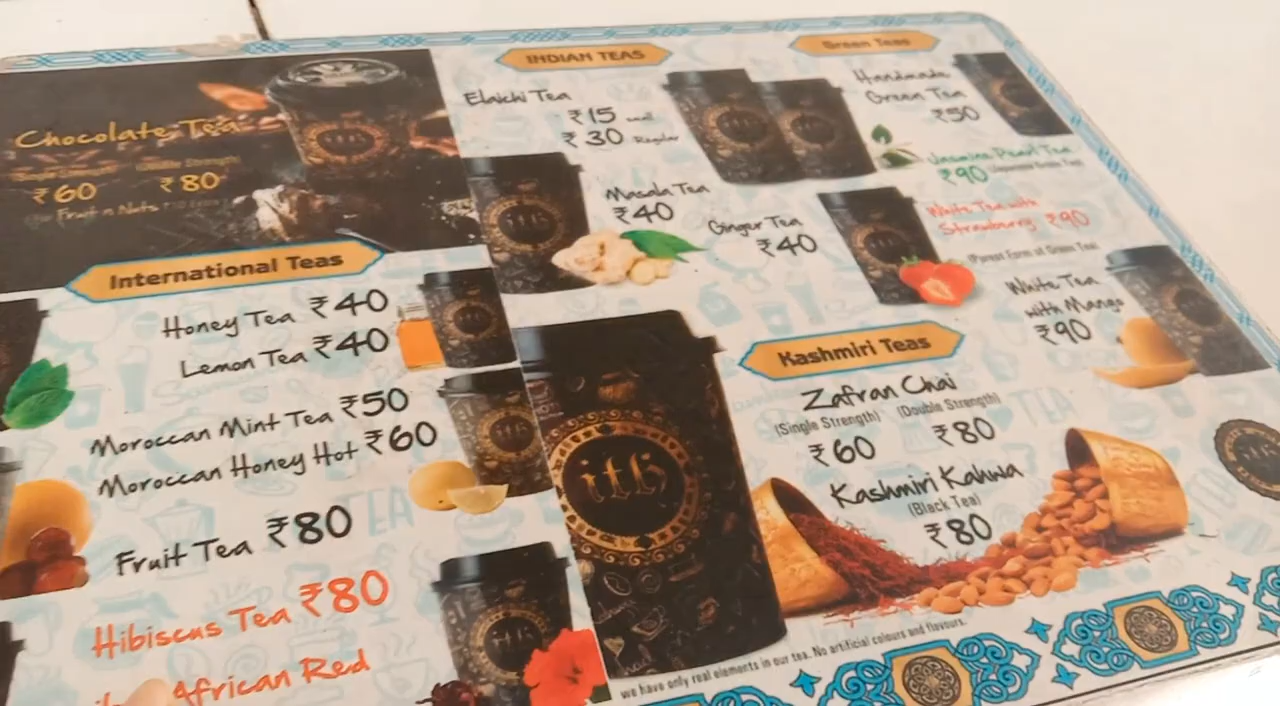 Chocolate Tea
Single Strength Double Strength
₹60 ₹80
Fruit n Nuts ₹10 Extra
International Teas
Honey Tea ₹40
Lemon Tea ₹40
Moroccan Mint Tea ₹50
Moroccan Honey Hot ₹60
Fruit Tea ₹80
Hibiscus Tea ₹80
African Red
INDIAN TEAS
Elaichi Tea
₹15 small
₹30 Regular
Masala Tea
₹40
Ginger Tea
₹40
Green Teas
Handmade
Green Tea
₹50
Jasmine Pearl Tea
₹90
White Tea with
Strawberry ₹90
(Purest Form of Green Tea)
White Tea
with Mango
₹90
Kashmiri Teas
Zafran Chai
(Single Strength) (Double Strength)
₹60 ₹80
Kashmiri Kahwa
(Black Tea)
₹80
ith
we have only real elements in our tea. No artificial colours and flavours.